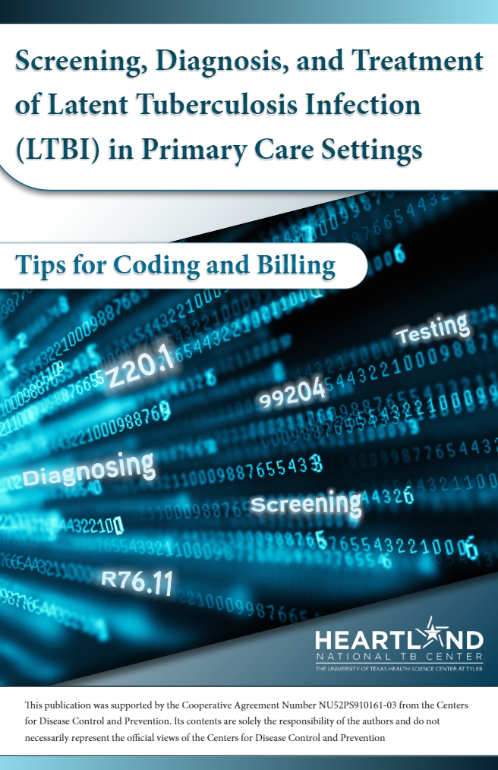 Screening, Diagnosis, and Treatment
of Latent Tuberculosis Infection
(LTBI) in Primary Care Settings
Tips for Coding and Billing
Testing
Z20.1
99204
Diagnosing
Screening
R76.11
HEARTLAND
NATIONAL TB CENTER
THE UNIVERSITY OF TEXAS HEALTH SCIENCE CENTER AT TYLER
This publication was supported by the Cooperative Agreement Number NU52PS910161-03 from the Centers
for Disease Control and Prevention. Its contents are solely the responsibility of the authors and do not
necessarily represent the official views of the Centers for Disease Control and Prevention